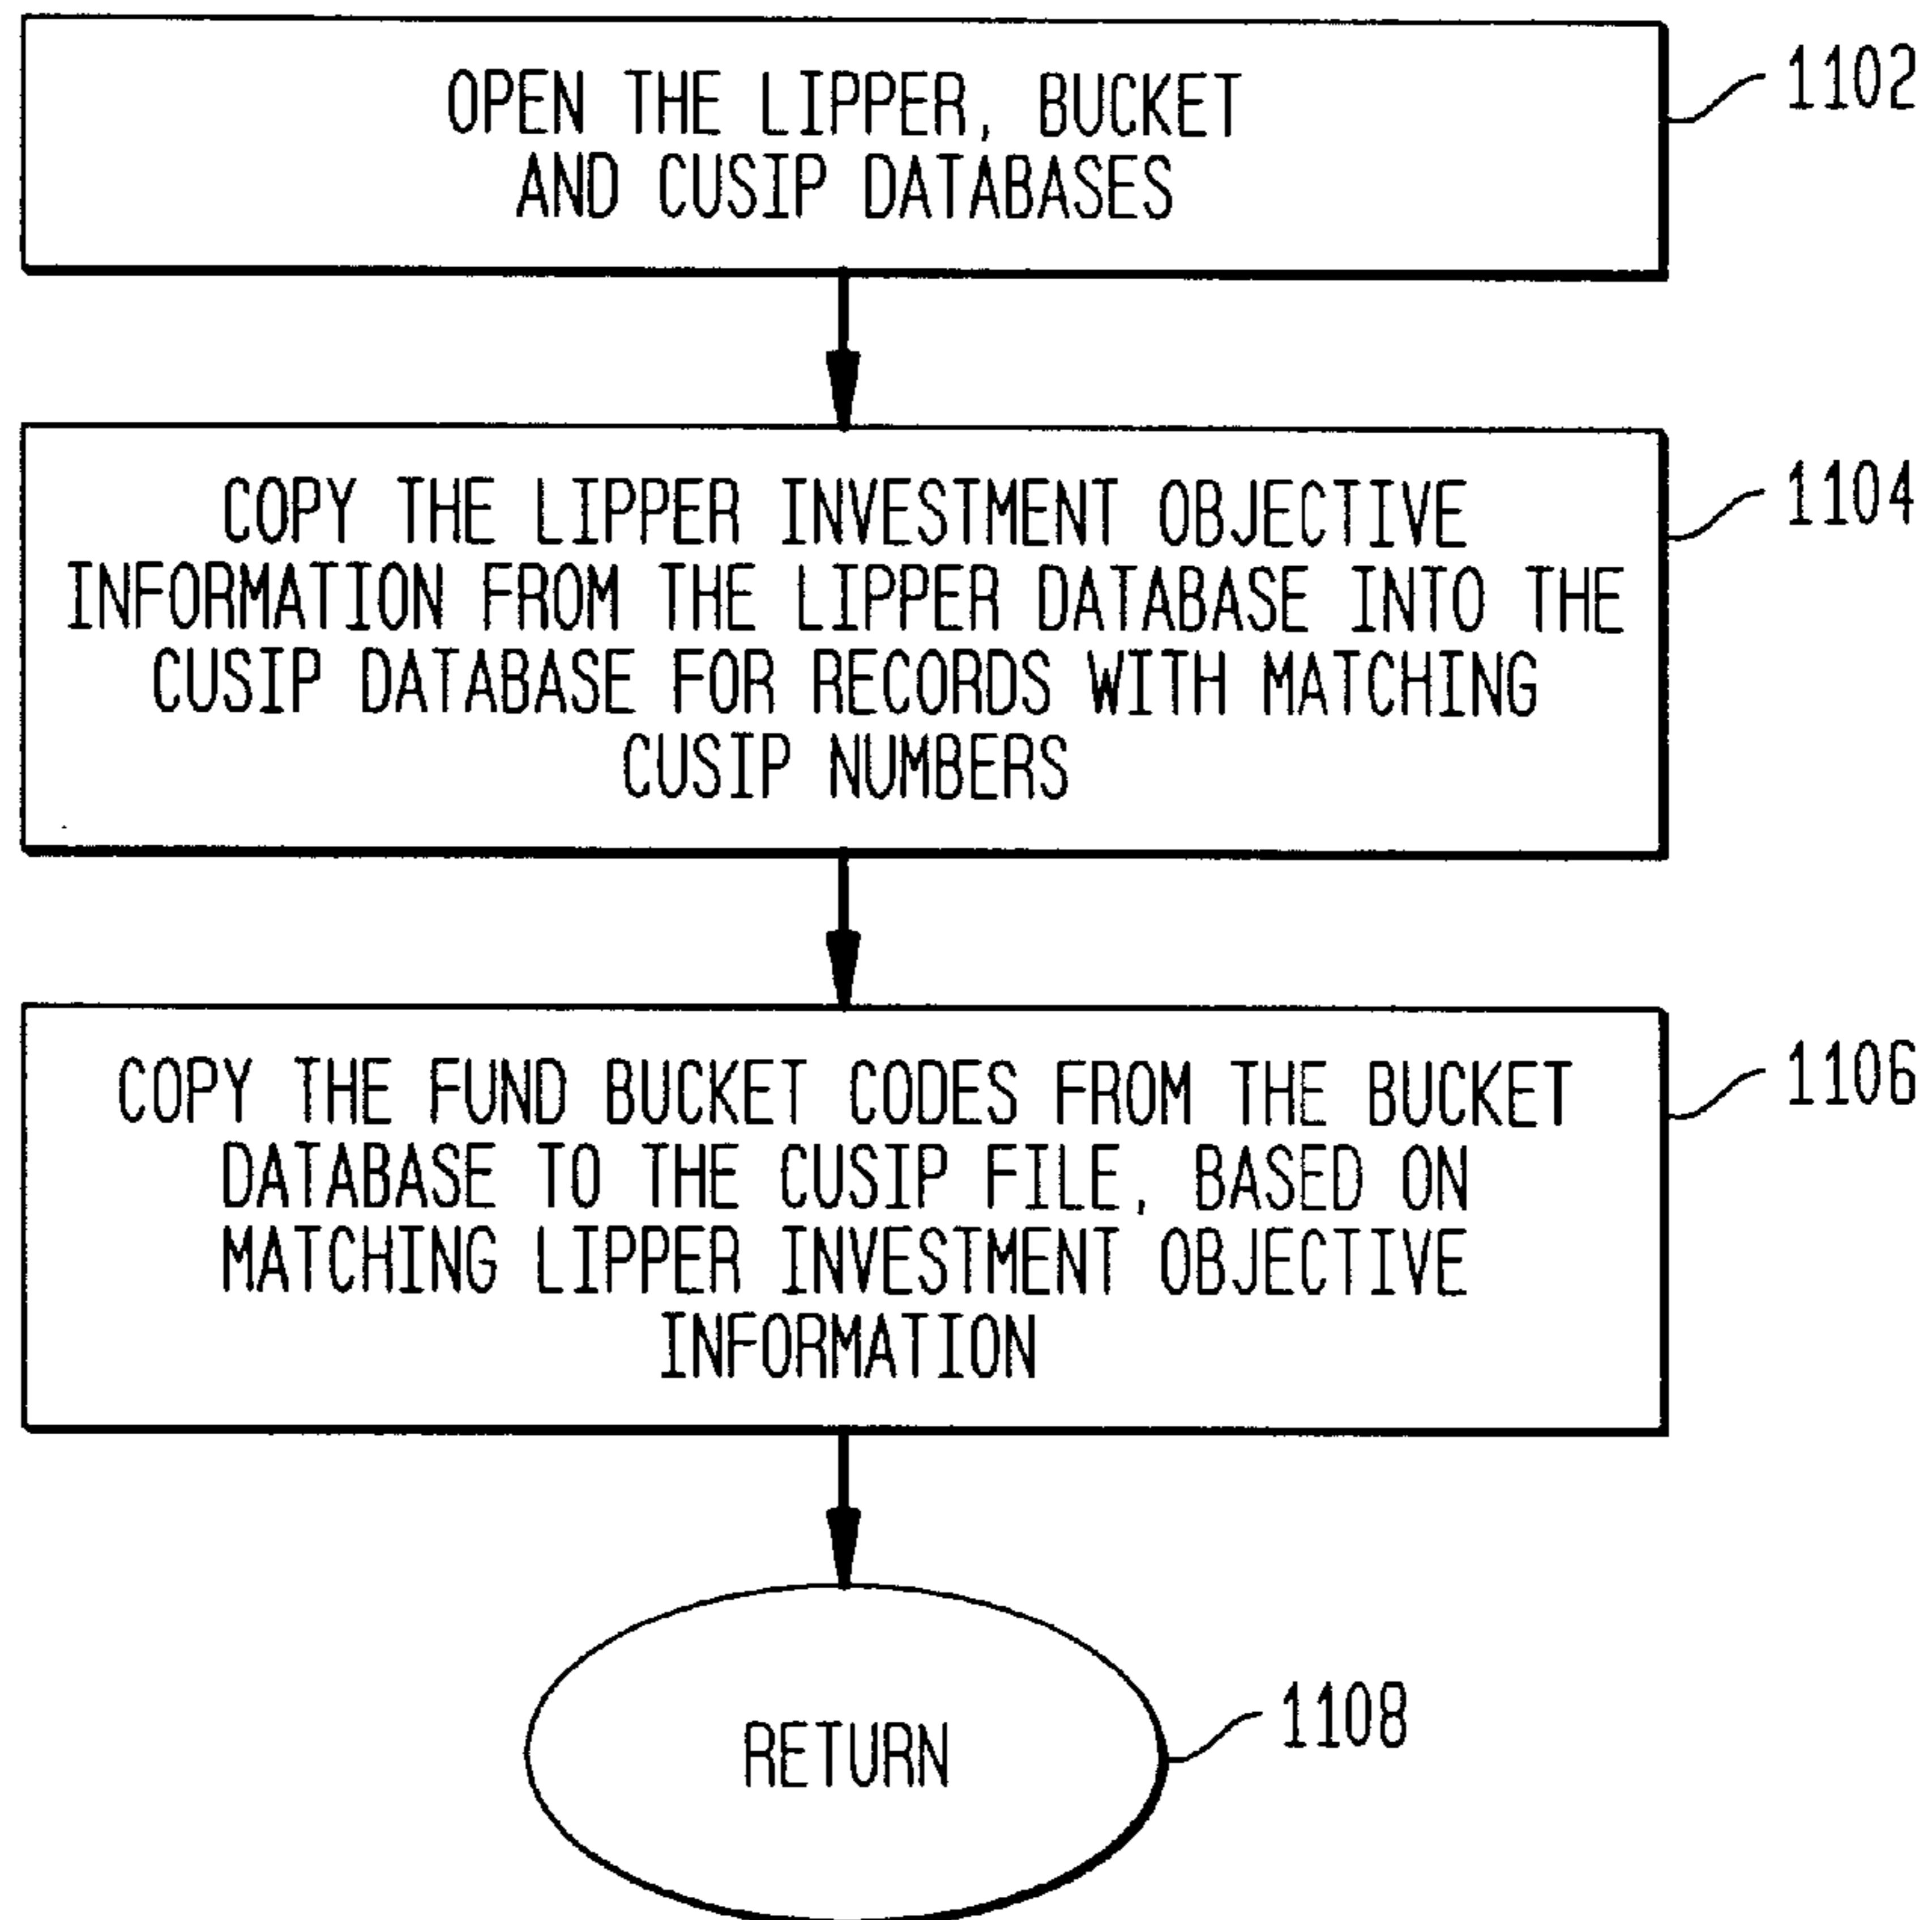 OPEN THE LIPPER, BUCKET
AND CUSIP DATABASES
1102
COPY THE LIPPER INVESTMENT OBJECTIVE
INFORMATION FROM THE LIPPER DATABASE INTO THE
CUSIP DATABASE FOR RECORDS WITH MATCHING
CUSIP NUMBERS
1104
COPY THE FUND BUCKET CODES FROM THE BUCKET
DATABASE TO THE CUSIP FILE, BASED ON
MATCHING LIPPER INVESTMENT OBJECTIVE
INFORMATION
1106
RETURN
1108